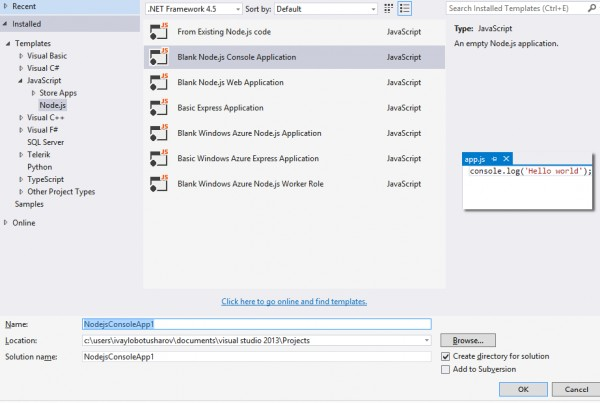 Recent
Installed
Templates
Visual Basic
Visual C#
JavaScript
Store Apps
Node.js
Visual C++
Visual F#
SQL Server
Telerik
Python
TypeScript
Other Project Types
Samples
Online
.NET Framework 4.5 Sort by: Default
From Existing Node.js code JavaScript
Blank Node.js Console Application JavaScript
Blank Node.js Web Application JavaScript
Basic Express Application JavaScript
Blank Windows Azure Node.js Application JavaScript
Basic Windows Azure Express Application JavaScript
Blank Windows Azure Node.js Worker Role JavaScript
Click here to go online and find templates.
Search Installed Templates (Ctrl+E)
Type: JavaScript
An empty Node.js application.
app.js
console.log('Hello world');
Name: NodejsConsoleApp1
Location: c:\users\ivaylobotusharov\documents\visual studio 2013\Projects Browse...
Solution name: NodejsConsoleApp1
Create directory for solution
Add to Subversion
OK Cancel